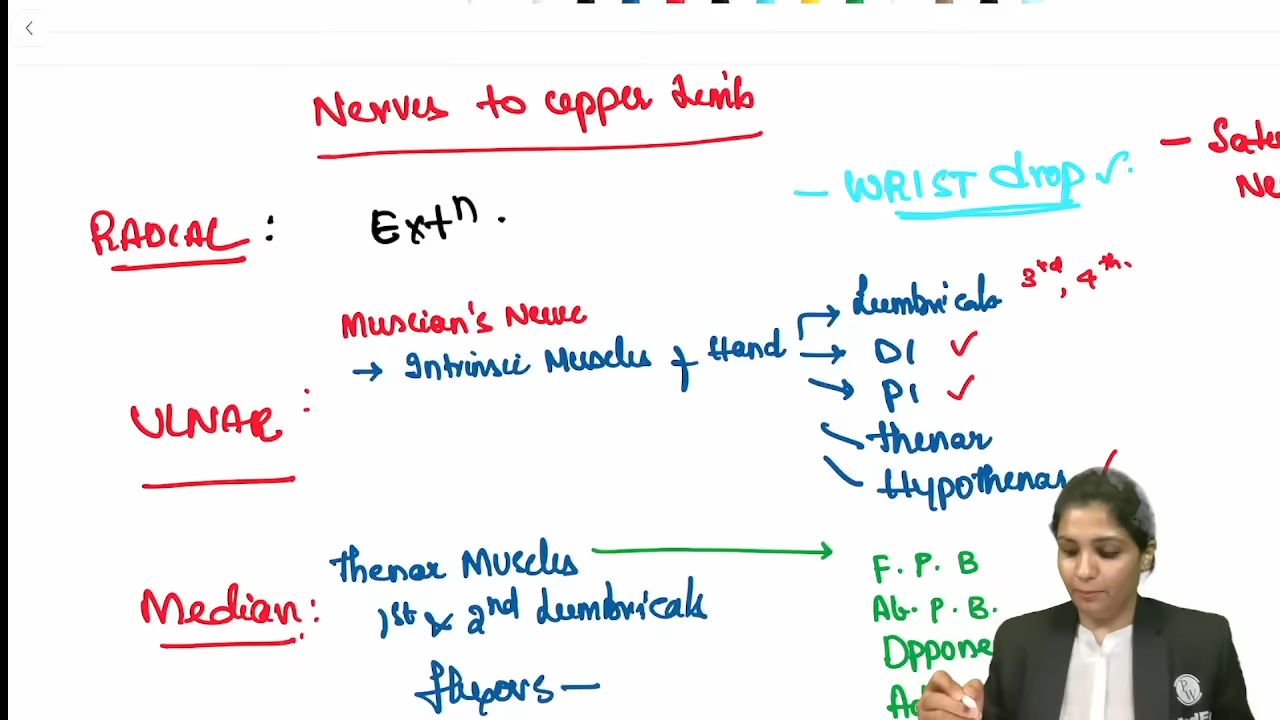 Nerves to upper Limb
- WRIST drop ✓.
RADIAL : Extn.
Muscian's Nerve
→ Intrinsic Muscles of Hand
Lumbricals 3rd, 4th.
DI ✓
PI ✓
thenar
Hypothenar
ULNAR :
Median : thenar Muscles
1st & 2nd Lumbricals
flexors —
F. P. B
Ab. P. B.
PW